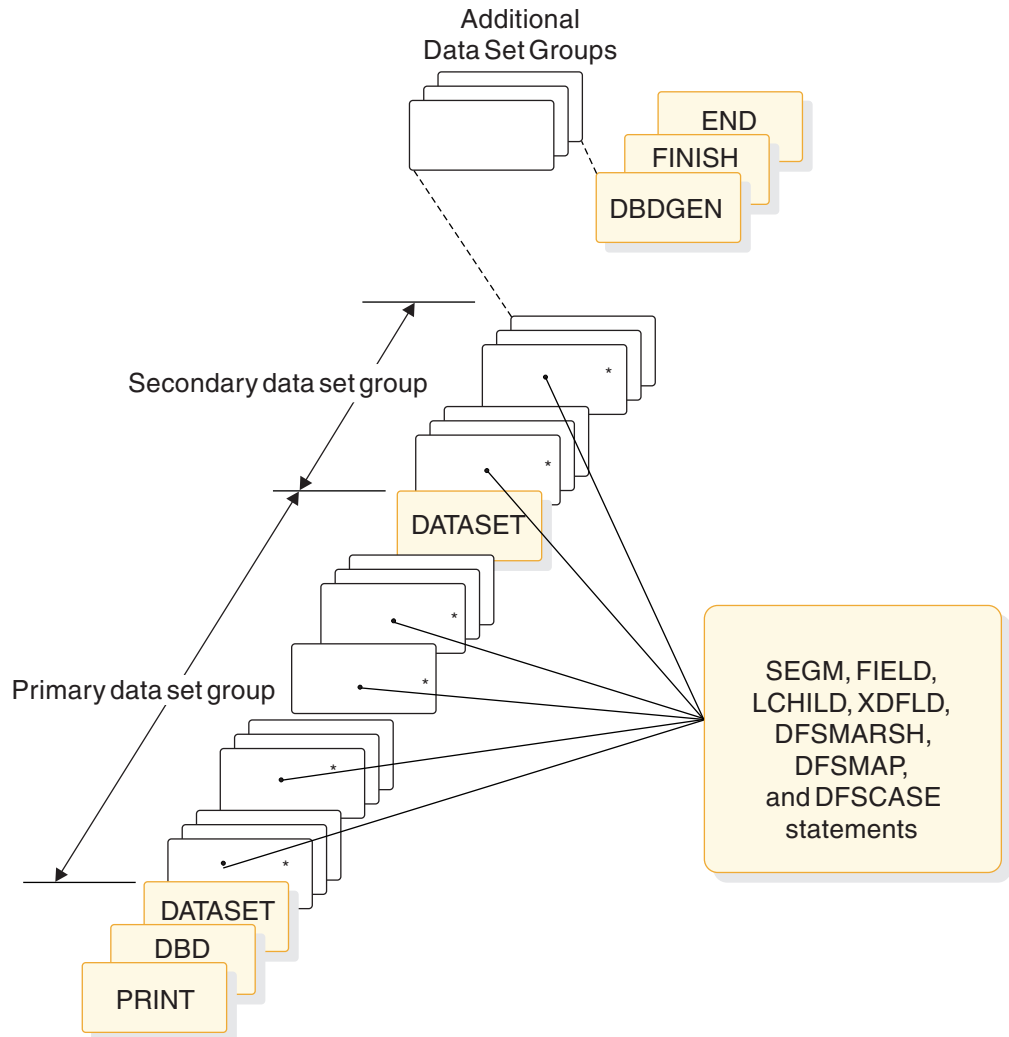 Additional
Data Set Groups
END
FINISH
DBDGEN
Secondary data set group
*
*
DATASET
*
*
Primary data set group
SEGM, FIELD,
LCHILD, XDFLD,
DFSMARSH,
DFSMAP,
and DFSCASE
statements
*
*
DATASET
DBD
PRINT